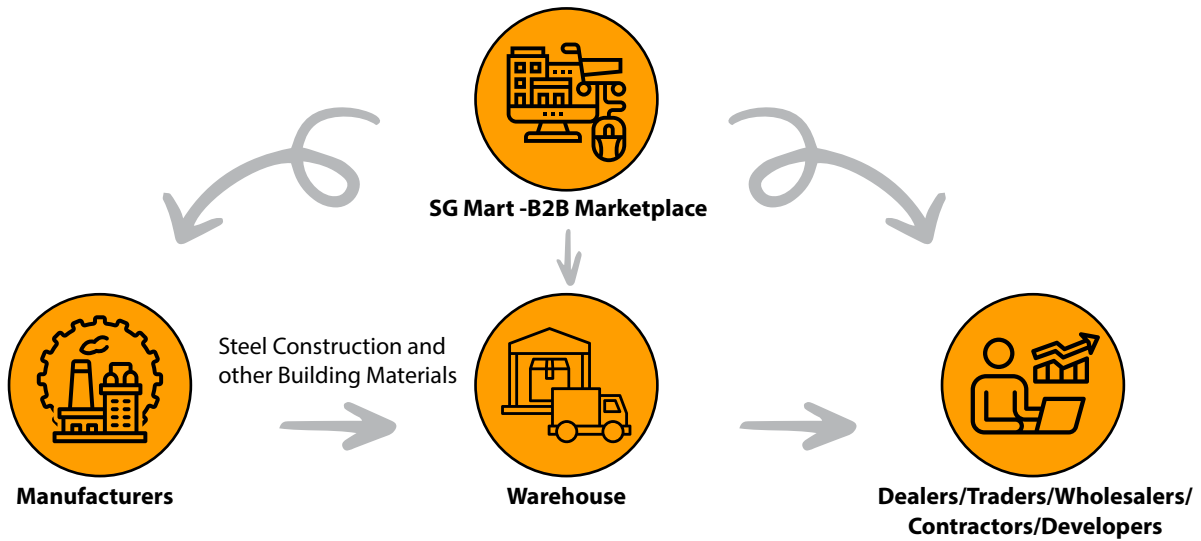 SG Mart -B2B Marketplace
Steel Construction and
other Building Materials
Manufacturers
Warehouse
Dealers/Traders/Wholesalers/
Contractors/Developers